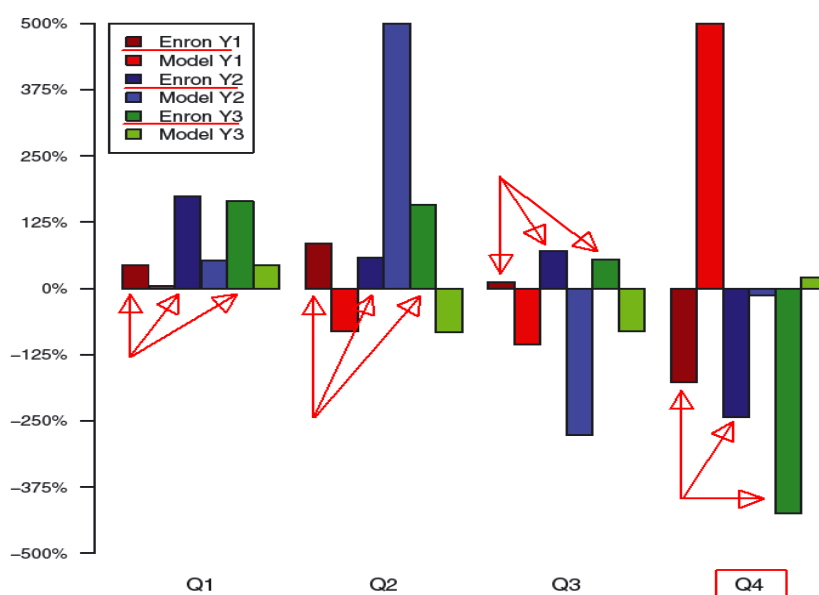 500%
375%
250%
125%
0%
−125%
−250%
−375%
−500%
Enron Y1
Model Y1
Enron Y2
Model Y2
Enron Y3
Model Y3
Q1 Q2 Q3 Q4